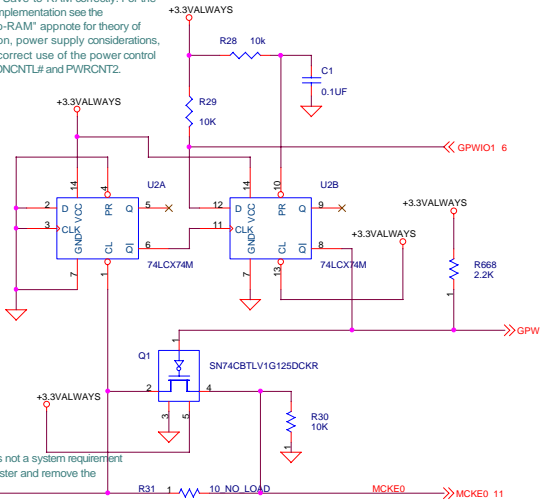 Save-to-RAM correctly. For the
implementation see the
-RAM" appnote for theory of
on, power supply considerations,
correct use of the power control
ONCNTL# and PWRCNT2.
+3.3VALWAYS
R28 10k
C1
0.1UF
+3.3VALWAYS
R29
10K
GPWIO1 6
14
4
U2A
2 D VCC PR Q 5
3 CLK
GND CL Q 6
7
1
74LCX74M
14
10
U2B
12 D VCC PR Q 9
11 CLK
GND CL Q 8
7
13
74LCX74M
+3.3VALWAYS
+3.3VALWAYS
R668
2.2K
1
GPW
1
Q1
SN74CBTLV1G125DCKR
2
4
3
5
+3.3VALWAYS
R30
10K
1
s not a system requirement
ster and remove the
R31 1 10_NO_LOAD
MCKE0
MCKE0 11